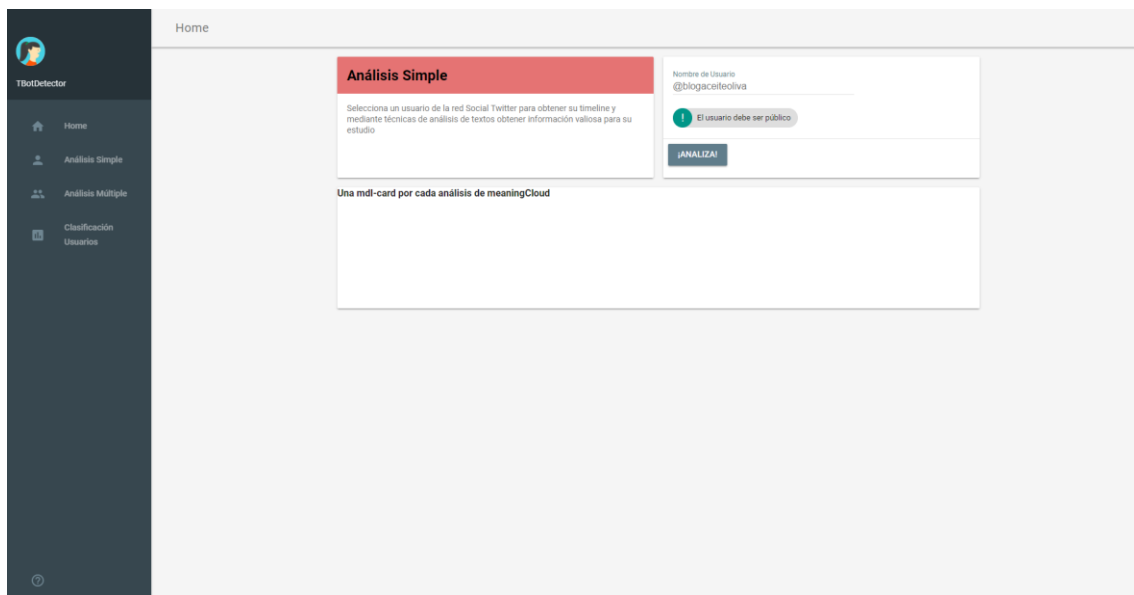 Home
TBotDetector
Home
Análisis Simple
Análisis Múltiple
Clasificación
Usuarios
Análisis Simple
Selecciona un usuario de la red Social Twitter para obtener su timeline y
mediante técnicas de análisis de textos obtener información valiosa para su
estudio
Nombre de Usuario
@blogaceiteoliva
! El usuario debe ser público
¡ANALIZA!
Una mdl-card por cada análisis de meaningCloud
?